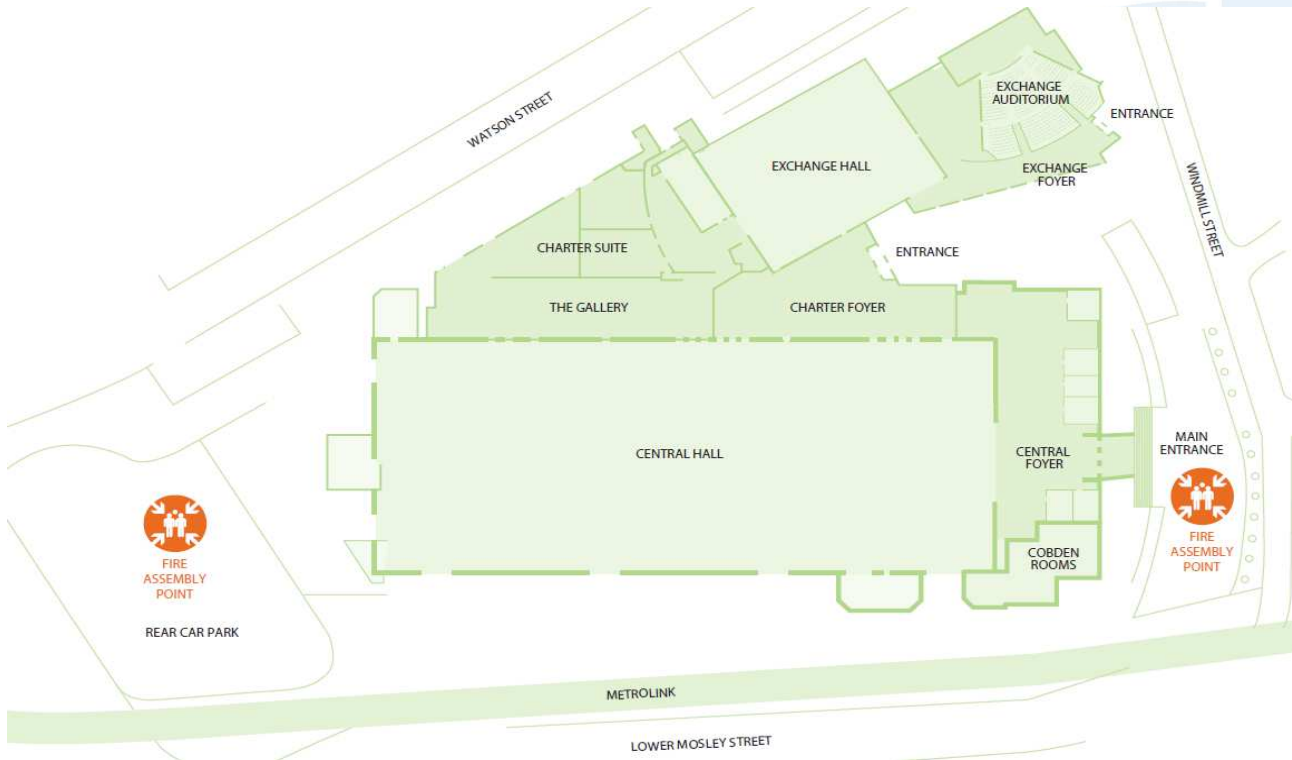 EXCHANGE
AUDITORIUM
WATSON STREET
ENTRANCE
EXCHANGE HALL
EXCHANGE
FOYER
WINDMILL STREET
CHARTER SUITE
ENTRANCE
THE GALLERY
CHARTER FOYER
CENTRAL HALL
CENTRAL
FOYER
MAIN
ENTRANCE
FIRE
ASSEMBLY
POINT
FIRE
ASSEMBLY
POINT
COBDEN
ROOMS
REAR CAR PARK
METROLINK
LOWER MOSLEY STREET